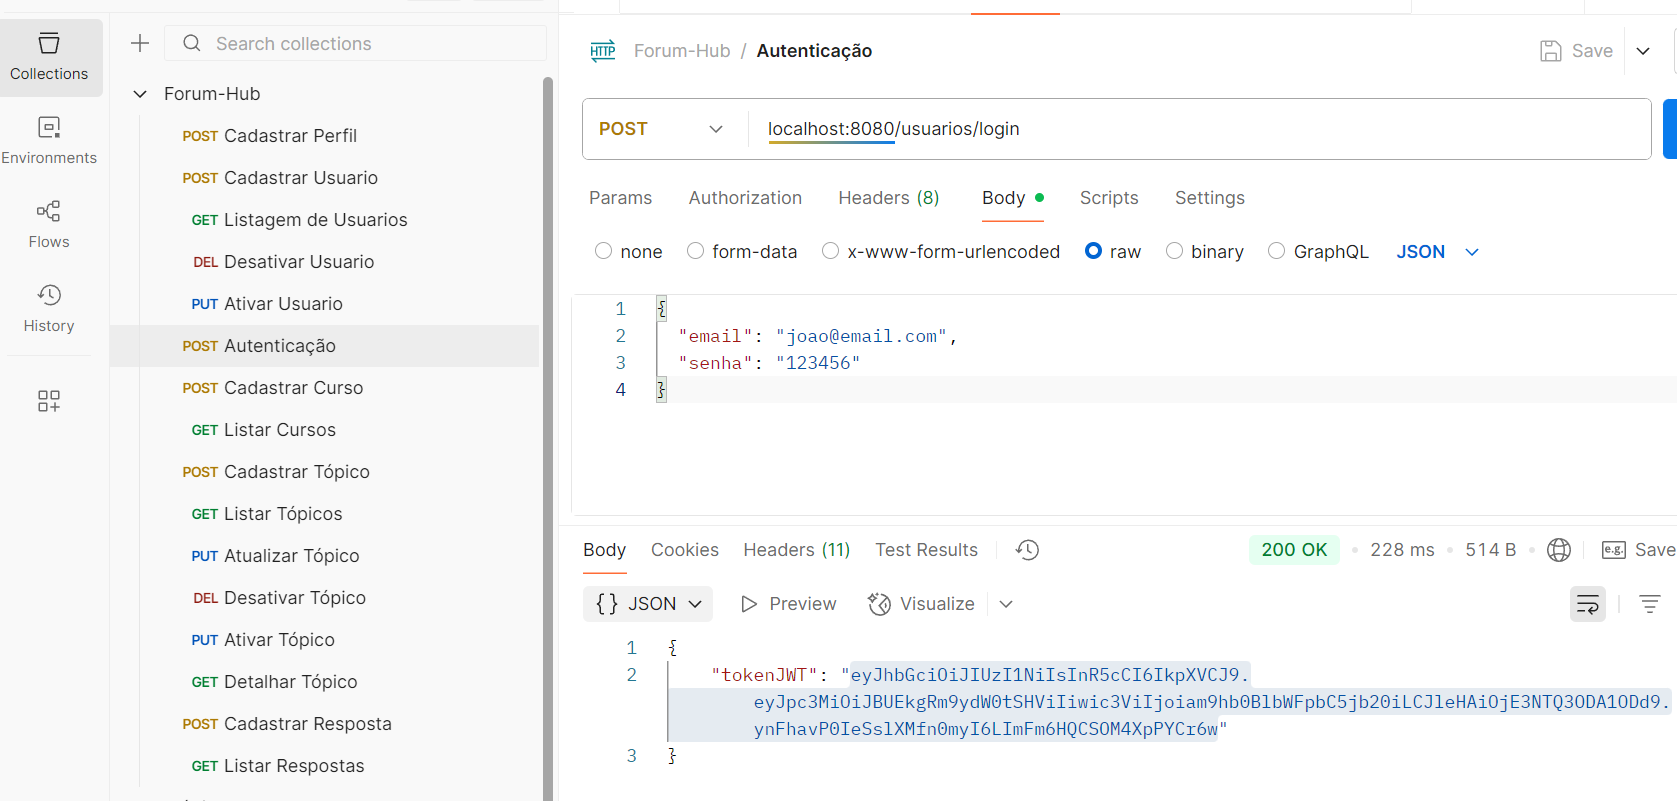 Collections
Environments
Flows
History
Search collections
Forum-Hub
POST Cadastrar Perfil
POST Cadastrar Usuario
GET Listagem de Usuarios
DEL Desativar Usuario
PUT Ativar Usuario
POST Autenticação
POST Cadastrar Curso
GET Listar Cursos
POST Cadastrar Tópico
GET Listar Tópicos
PUT Atualizar Tópico
DEL Desativar Tópico
PUT Ativar Tópico
GET Detalhar Tópico
POST Cadastrar Resposta
GET Listar Respostas
HTTP Forum-Hub / Autenticação Save
POST localhost:8080/usuarios/login
Params Authorization Headers (8) Body Scripts Settings
none form-data x-www-form-urlencoded raw binary GraphQL JSON
1 {
2 "email": "joao@email.com",
3 "senha": "123456"
4 }
Body Cookies Headers (11) Test Results 200 OK 228 ms 514 B e.g. Save
{} JSON Preview Visualize
1 {
2 "tokenJWT": "eyJhbGciOiJIUzI1NiIsInR5cCI6IkpXVCJ9.
eyJpc3MiOiJBUEkgRm9ydW0tSHViIiwic3ViIjoiam9hb0BlbWFpbC5jb20iLCJleHAiOjE3NTQ3ODA1ODd9.
ynFhavP0IeSslXMfn0myI6LImFm6HQCSOM4XpPYCr6w"
3 }